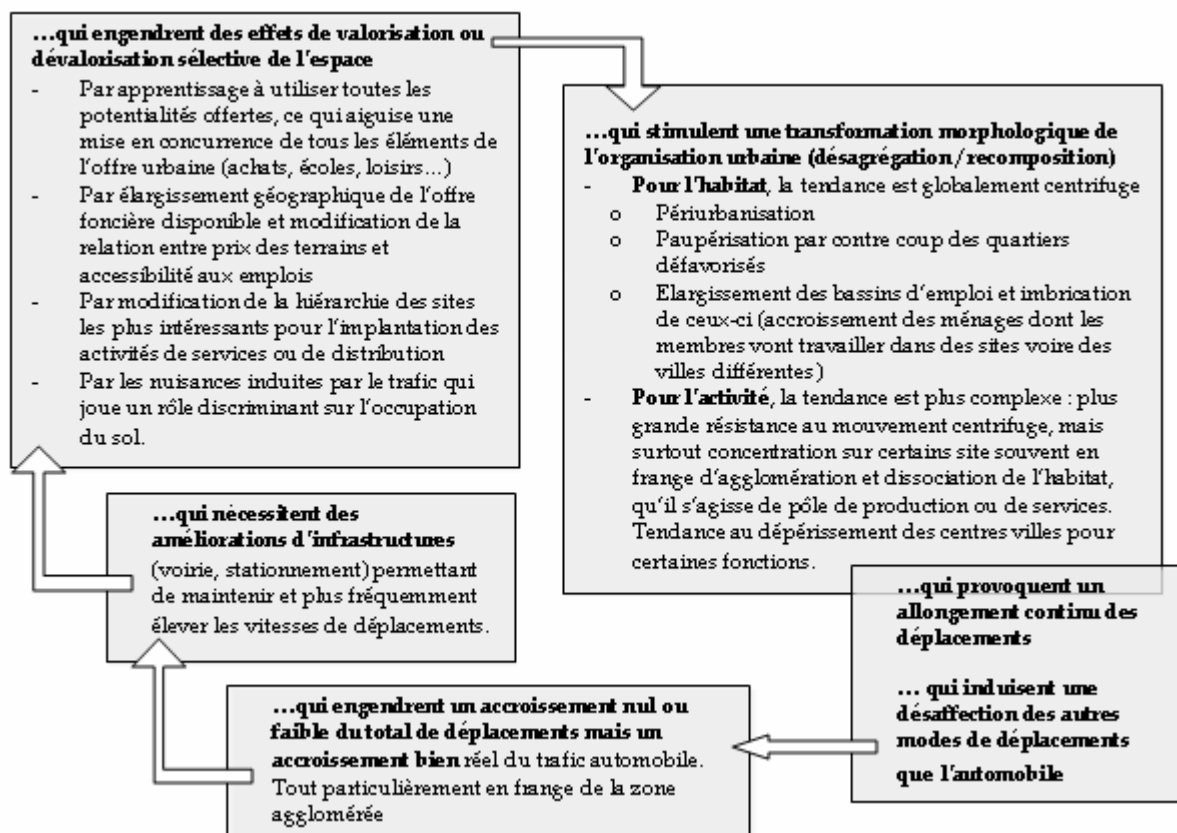 …qui engendrent des effets de valorisation ou
dévalorisation sélective de l'espace
- Par apprentissage à utiliser toutes les
potentialités offertes, ce qui aiguise une
mise en concurrence de tous les éléments de
l'offre urbaine (achats, écoles, loisirs…)
- Par élargissement géographique de l'offre
foncière disponible et modification de la
relation entre prix des terrains et
accessibilité aux emplois
- Par modification de la hiérarchie des sites
les plus intéressants pour l'implantation des
activités de services ou de distribution
- Par les nuisances induites par le trafic qui
joue un rôle discriminant sur l'occupation
du sol.
…qui stimulent une transformation morphologique de
l'organisation urbaine (désagrégation/recomposition)
- Pour l'habitat, la tendance est globalement centrifuge
o Périurbanisation
o Paupérisation par contre coup des quartiers
défavorisés
o Elargissement des bassins d'emploi et imbrication
de ceux-ci (accroissement des ménages dont les
membres vont travailler dans des sites voire des
villes différentes)
- Pour l'activité, la tendance est plus complexe : plus
grande résistance au mouvement centrifuge, mais
surtout concentration sur certains site souvent en
frange d'agglomération et dissociation de l'habitat,
qu'il s'agisse de pôle de production ou de services.
Tendance au dépérissement des centres villes pour
certaines fonctions.
…qui provoquent un
allongement continu des
déplacements
… qui induisent une
désaffection des autres
modes de déplacements
que l'automobile
…qui engendrent un accroissement nul ou
faible du total de déplacements mais un
accroissement bien réel du trafic automobile.
Tout particulièrement en frange de la zone
agglomérée
…qui nécessitent des
améliorations d'infrastructures
(voirie, stationnement) permettant
de maintenir et plus fréquemment
élever les vitesses de déplacements.